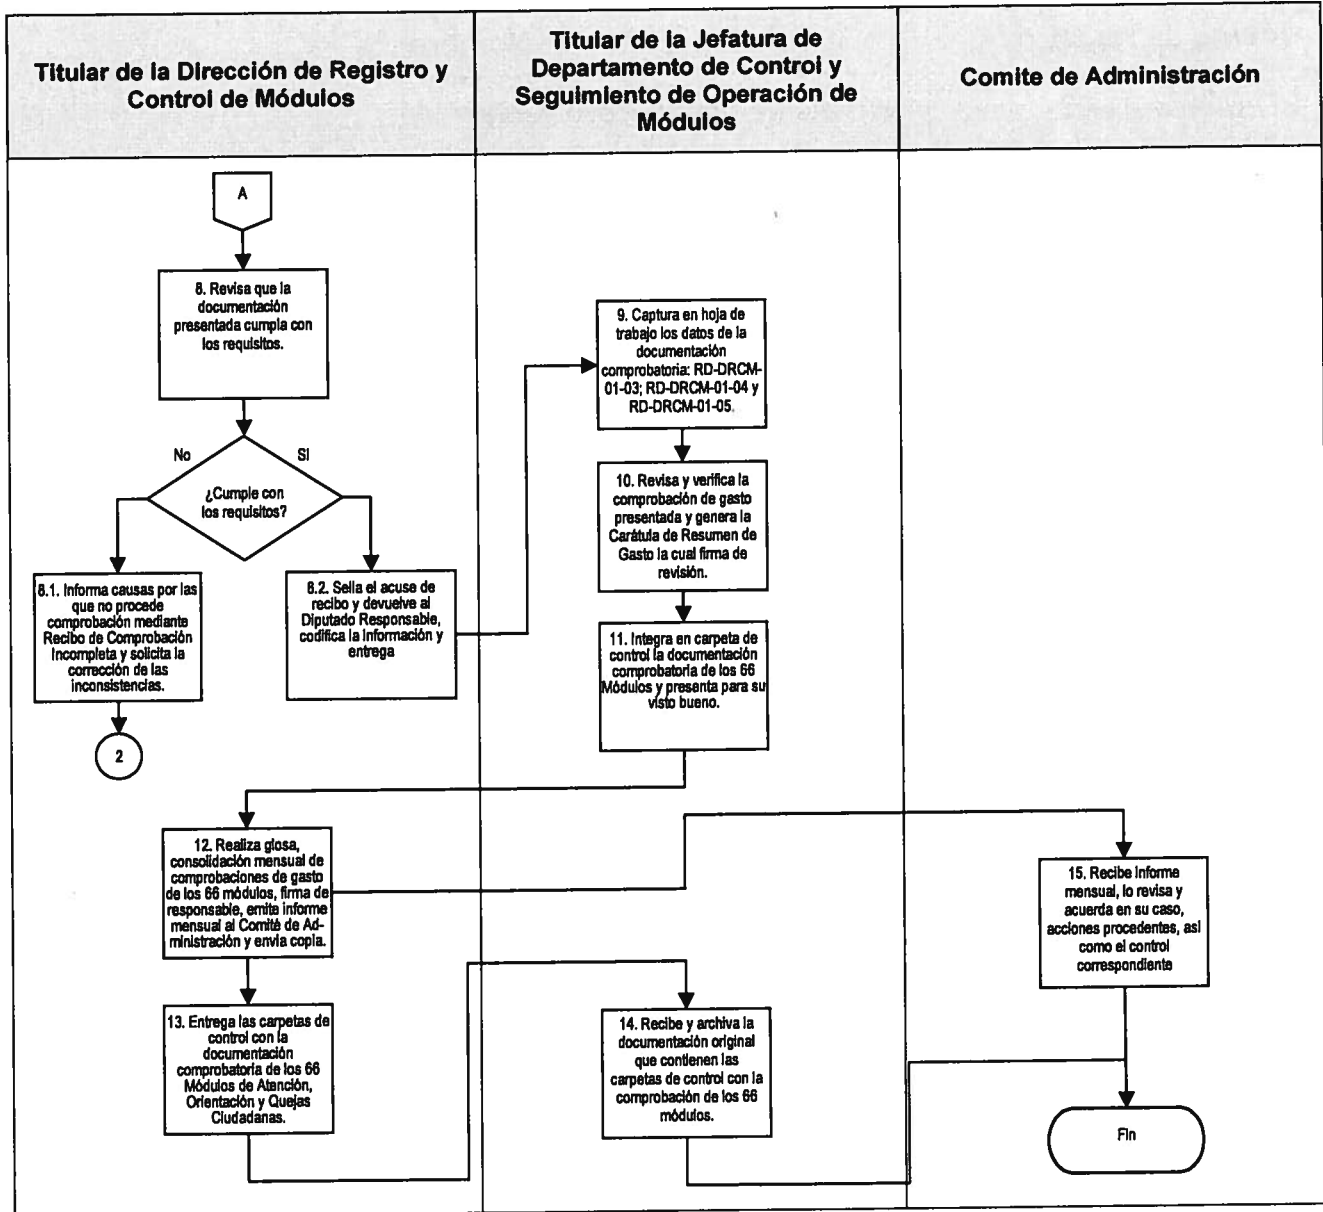 Titular de la Dirección de Registro y
Control de Módulos
Titular de la Jefatura de
Departamento de Control y
Seguimiento de Operación de
Módulos
Comite de Administración
A
8. Revisa que la
documentación
presentada cumpla con
los requisitos.
No
SI
¿Cumple con
los requisitos?
8.1. Informa causas por las
que no procede
comprobación mediante
Recibo de Comprobación
Incompleta y solicita la
corrección de las
inconsistencias.
2
8.2. Sella el acuse de
recibo y devuelve al
Diputado Responsable,
codifica la Información y
entrega
9. Captura en hoja de
trabajo los datos de la
documentación
comprobatoria: RD-DRCM-
01-03; RD-DRCM-01-04 y
RD-DRCM-01-05.
10. Revisa y verifica la
comprobación de gasto
presentada y genera la
Carátula de Resumen de
Gasto la cual firma de
revisión.
11. Integra en carpeta de
control la documentación
comprobatoria de los 66
Módulos y presenta para su
visto bueno.
12. Realiza glosa,
consolidación mensual de
comprobaciones de gasto
de los 66 módulos, firma de
responsable, emite informe
mensual al Comité de Ad-
ministración y envia copia.
13. Entrega las carpetas de
control con la
documentación
comprobatoria de los 66
Módulos de Atención,
Orientación y Quejas
Ciudadanas.
14. Recibe y archiva la
documentación original
que contienen las
carpetas de control con la
comprobación de los 66
módulos.
15. Recibe informe
mensual, lo revisa y
acuerda en su caso,
acciones procedentes, asi
como el control
correspondiente
Fin